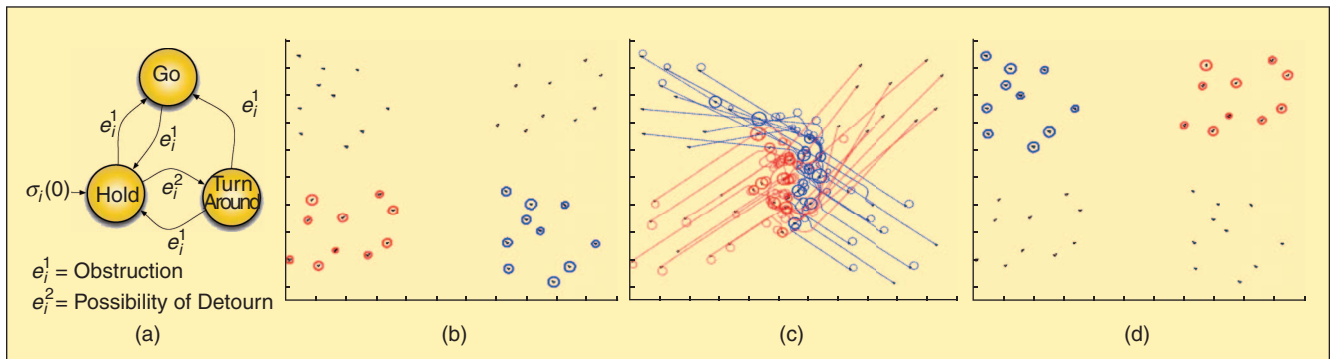 Go
e_i^1
e_i^1
e_i^1
σ_i(0)
Hold
e_i^2
Turn
Around
e_i^1
e_i^1 = Obstruction
e_i^2 = Possibility of Detourn
(a)
(b)
(c)
(d)